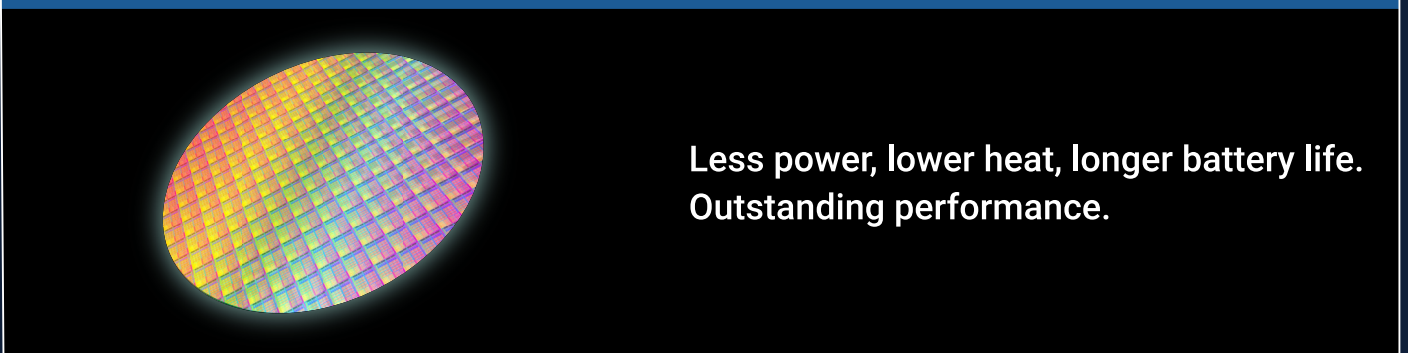 Less power, lower heat, longer battery life.
Outstanding performance.